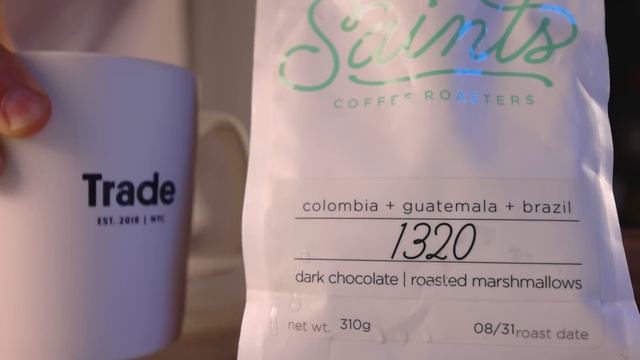 Saints
COFFEE ROASTERS
Trade
EST. 2018 | NYC
colombia + guatemala + brazil
1320
dark chocolate | roasted marshmallows
net wt. 310g
08/31 roast date